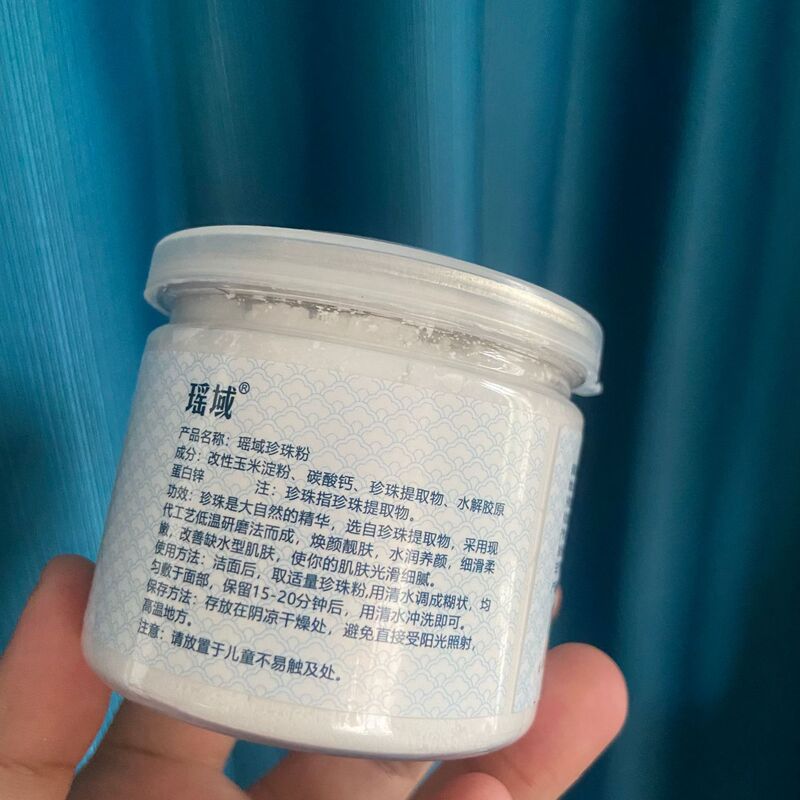 瑶域®
产品名称：瑶域珍珠粉
成分：改性玉米淀粉、碳酸钙、珍珠提取物、水解胶原
蛋白锌 注：珍珠指珍珠提取物。
功效：珍珠是大自然的精华，选自珍珠提取物，采用现
代工艺低温研磨法而成，焕颜靓肤，水润养颜，细滑柔
嫩，改善缺水型肌肤，使你的肌肤光滑细腻。
使用方法：洁面后，取适量珍珠粉,用清水调成糊状，均
匀敷于面部，保留15-20分钟后，用清水冲洗即可。
保存方法：存放在阴凉干燥处，避免直接受阳光照射，
高温地方。
注意：请放置于儿童不易触及处。